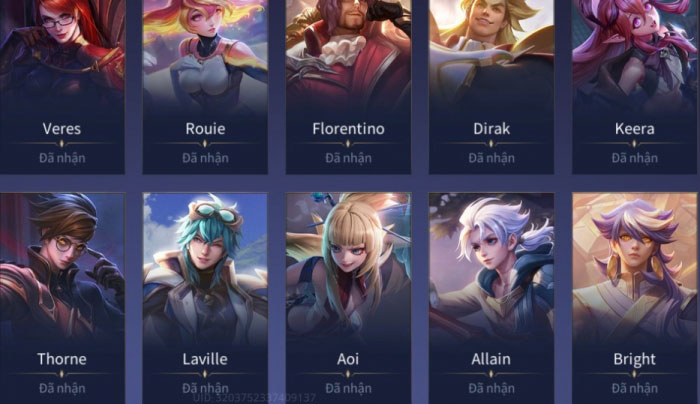 Veres Rouie Florentino Dirak Keera
Đã nhận Đã nhận Đã nhận Đã nhận Đã nhận
Thorne Laville Aoi Allain Bright
Đã nhận Đã nhận Đã nhận Đã nhận Đã nhận
UID:5203752337409137